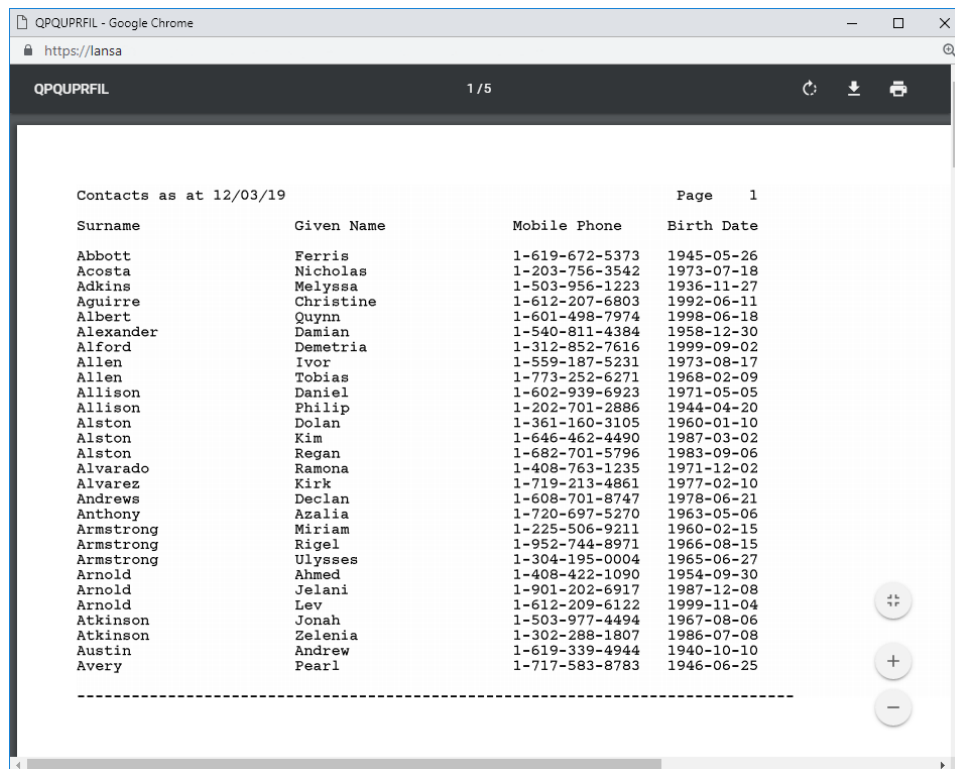 QPQUPRFIL - Google Chrome
https://lansa
QPQUPRFIL 1/5
Contacts as at 12/03/19 Page 1
Surname Given Name Mobile Phone Birth Date
Abbott Ferris 1-619-672-5373 1945-05-26
Acosta Nicholas 1-203-756-3542 1973-07-18
Adkins Melyssa 1-503-956-1223 1936-11-27
Aguirre Christine 1-612-207-6803 1992-06-11
Albert Quynn 1-601-498-7974 1998-06-18
Alexander Damian 1-540-811-4384 1958-12-30
Alford Demetria 1-312-852-7616 1999-09-02
Allen Ivor 1-559-187-5231 1973-08-17
Allen Tobias 1-773-252-6271 1968-02-09
Allison Daniel 1-602-939-6923 1971-05-05
Allison Philip 1-202-701-2886 1944-04-20
Alston Dolan 1-361-160-3105 1960-01-10
Alston Kim 1-646-462-4490 1987-03-02
Alston Regan 1-682-701-5796 1983-09-06
Alvarado Ramona 1-408-763-1235 1971-12-02
Alvarez Kirk 1-719-213-4861 1977-02-10
Andrews Declan 1-608-701-8747 1978-06-21
Anthony Azalia 1-720-697-5270 1963-05-06
Armstrong Miriam 1-225-506-9211 1960-02-15
Armstrong Rigel 1-952-744-8971 1966-08-15
Armstrong Ulysses 1-304-195-0004 1965-06-27
Arnold Ahmed 1-408-422-1090 1954-09-30
Arnold Jelani 1-901-202-6917 1987-12-08
Arnold Lev 1-612-209-6122 1999-11-04
Atkinson Jonah 1-503-977-4494 1967-08-06
Atkinson Zelenia 1-302-288-1807 1986-07-08
Austin Andrew 1-619-339-4944 1940-10-10
Avery Pearl 1-717-583-8783 1946-06-25